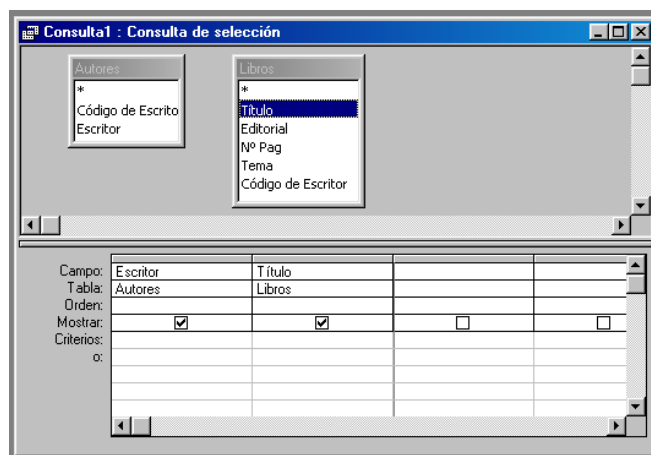 Consulta1 : Consulta de selección
Autores
*
Código de Escrito
Escritor
Libros
*
Título
Editorial
Nº Pag
Tema
Código de Escritor
Campo: Escritor Título
Tabla: Autores Libros
Orden:
Mostrar:
Criterios:
o: